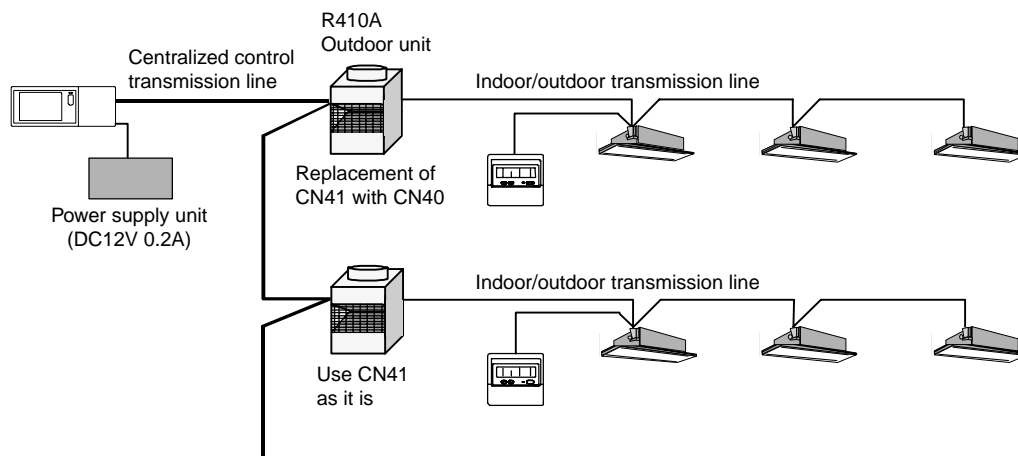 R410A
Outdoor unit
Centralized control
transmission line
Indoor/outdoor transmission line
Replacement of
CN41 with CN40
Power supply unit
(DC12V 0.2A)
Indoor/outdoor transmission line
Use CN41
as it is